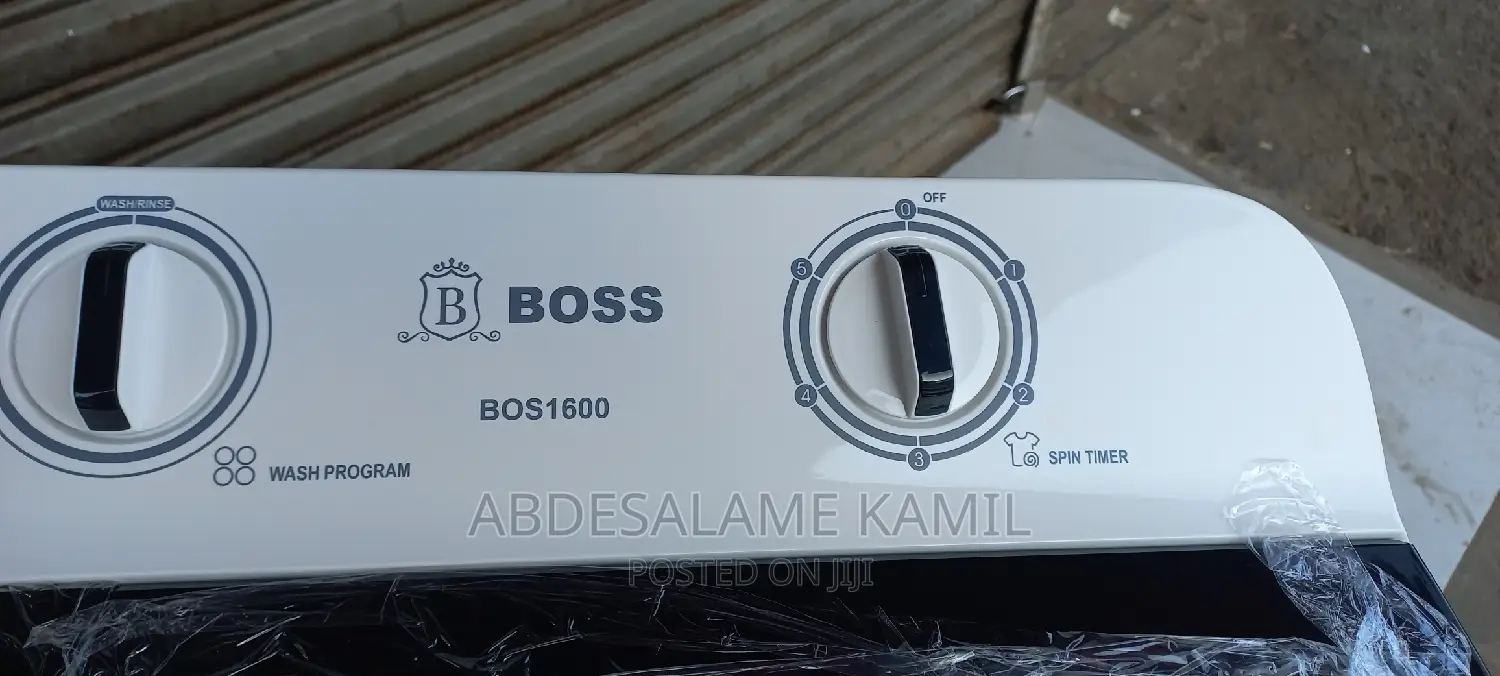 WASH/RINSE
WASH PROGRAM
B BOSS
BOS1600
0 OFF
1
2
3
4
5
SPIN TIMER
ABDESALAME KAMIL
POSTED ON JIJI